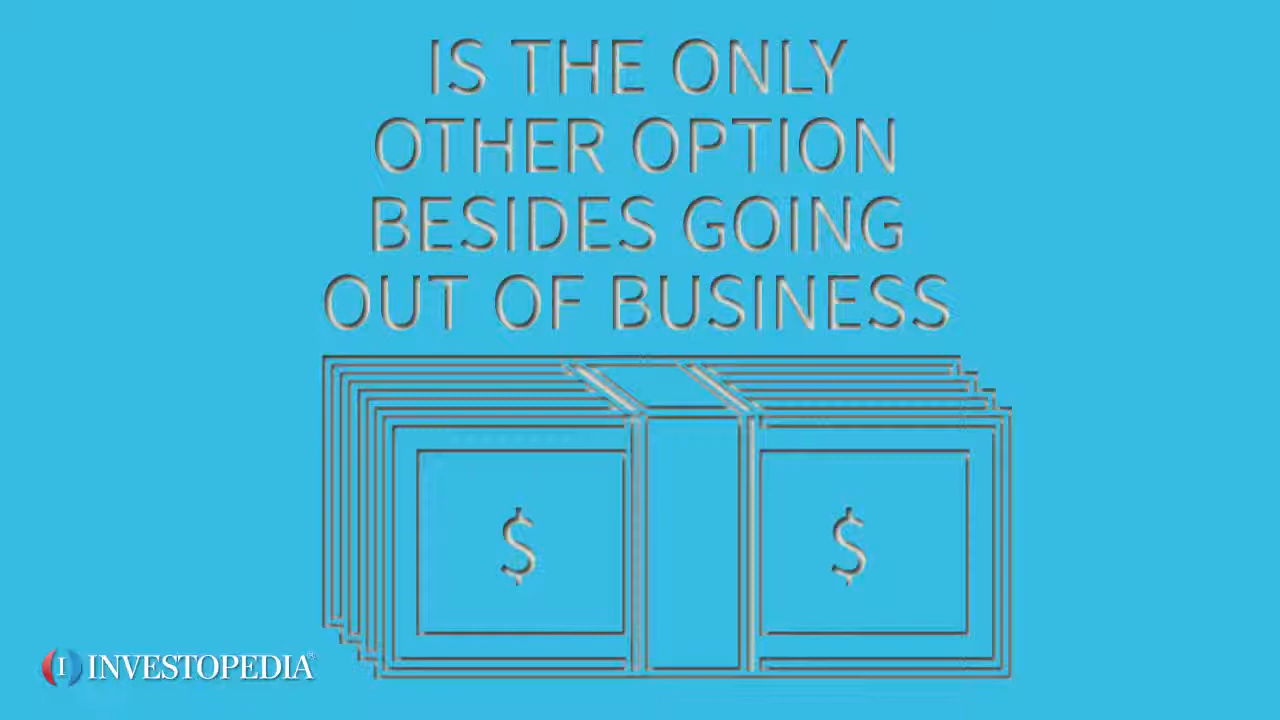 IS THE ONLY
OTHER OPTION
BESIDES GOING
OUT OF BUSINESS
$ $
I INVESTOPEDIA®